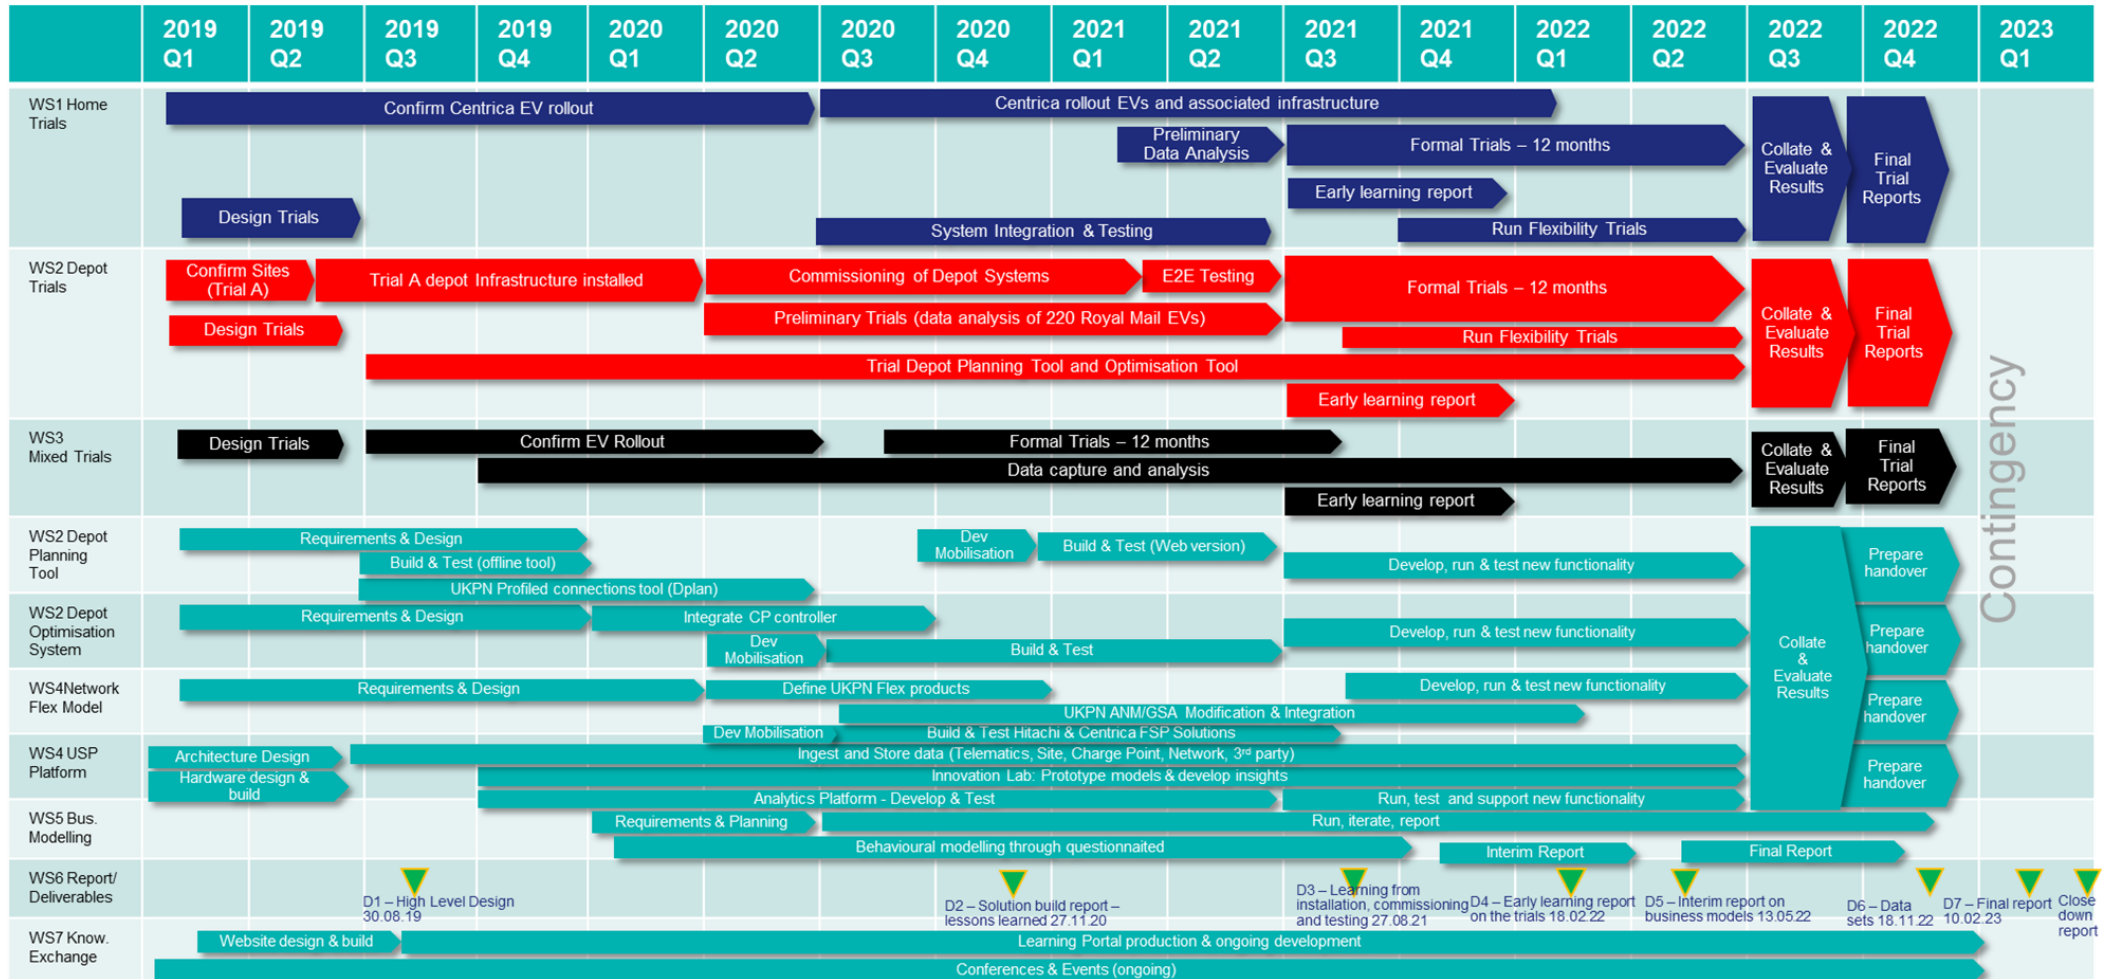 2019 Q1
2019 Q2
2019 Q3
2019 Q4
2020 Q1
2020 Q2
2020 Q3
2020 Q4
2021 Q1
2021 Q2
2021 Q3
2021 Q4
2022 Q1
2022 Q2
2022 Q3
2022 Q4
2023 Q1
WS1 Home
Trials
Confirm Centrica EV rollout
Centrica rollout EVs and associated infrastructure
Preliminary
Data Analysis
Formal Trials – 12 months
Early learning report
Design Trials
System Integration & Testing
Run Flexibility Trials
Collate &
Evaluate
Results
Final
Trial
Reports
WS2 Depot
Trials
Confirm Sites
(Trial A)
Trial A depot Infrastructure installed
Commissioning of Depot Systems
E2E Testing
Formal Trials – 12 months
Design Trials
Preliminary Trials (data analysis of 220 Royal Mail EVs)
Run Flexibility Trials
Trial Depot Planning Tool and Optimisation Tool
Early learning report
Collate &
Evaluate
Results
Final
Trial
Reports
WS3
Mixed Trials
Design Trials
Confirm EV Rollout
Formal Trials – 12 months
Data capture and analysis
Early learning report
Collate &
Evaluate
Results
Final
Trial
Reports
Contingency
WS2 Depot
Planning
Tool
Requirements & Design
Build & Test (offline tool)
UKPN Profiled connections tool (Dplan)
Dev
Mobilisation
Build & Test (Web version)
Develop, run & test new functionality
Prepare
handover
WS2 Depot
Optimisation
System
Requirements & Design
Integrate CP controller
Dev
Mobilisation
Build & Test
Develop, run & test new functionality
Collate
&
Evaluate
Results
Prepare
handover
WS4Network
Flex Model
Requirements & Design
Define UKPN Flex products
Develop, run & test new functionality
UKPN ANM/GSA Modification & Integration
Dev Mobilisation
Build & Test Hitachi & Centrica FSP Solutions
Prepare
handover
WS4 USP
Platform
Architecture Design
Ingest and Store data (Telematics, Site, Charge Point, Network, 3rd party)
Hardware design &
build
Innovation Lab: Prototype models & develop insights
Analytics Platform - Develop & Test
Run, test and support new functionality
Prepare
handover
WS5 Bus.
Modelling
Requirements & Planning
Run, iterate, report
Behavioural modelling through questionnaited
Interim Report
Final Report
WS6 Report/
Deliverables
D1 – High Level Design
30.08.19
D2 – Solution build report –
lessons learned 27.11.20
D3 – Learning from
installation, commissioning
and testing 27.08.21
D4 – Early learning report
on the trials 18.02.22
D5 – Interim report on
business models 13.05.22
D6 – Data
sets 18.11.22
D7 – Final report
10.02.23
Close
down
report
WS7 Know.
Exchange
Website design & build
Learning Portal production & ongoing development
Conferences & Events (ongoing)